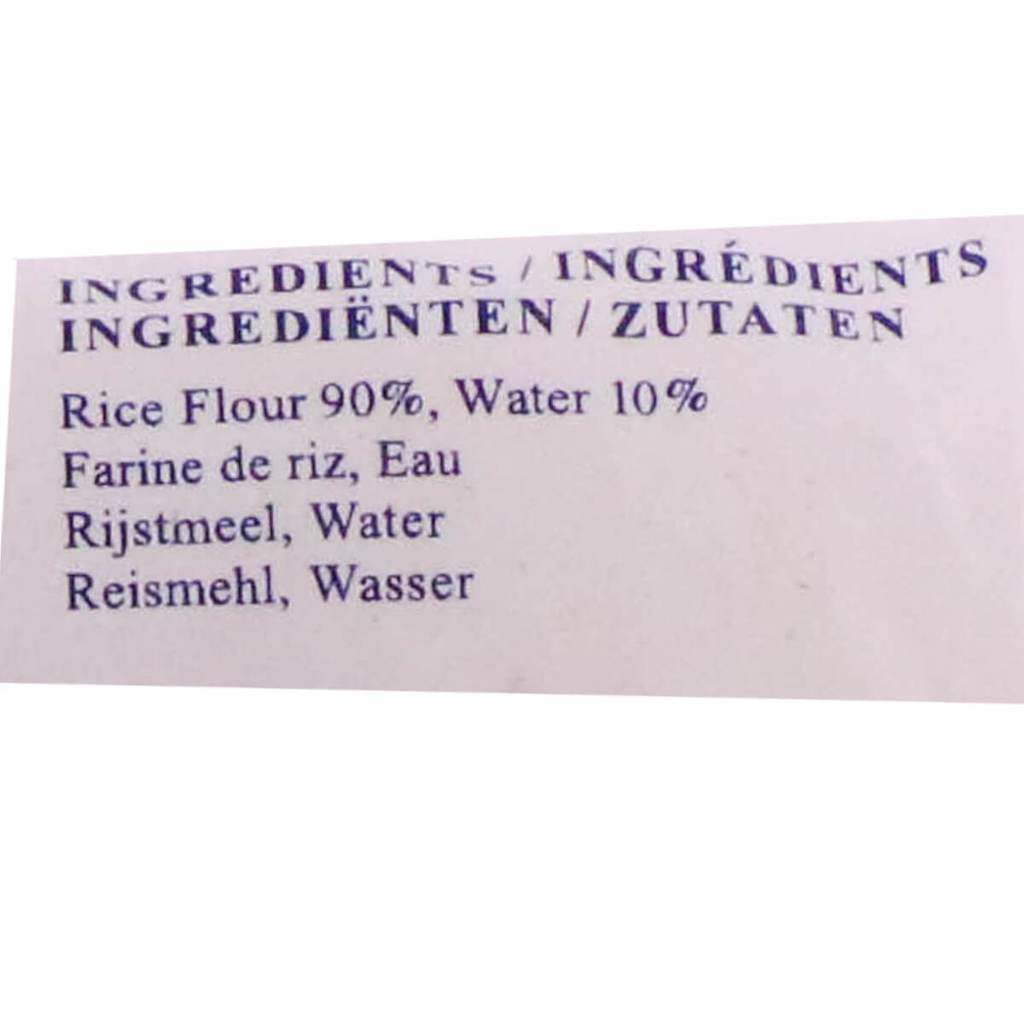 INGREDIENTS / INGRÉDIENTS
INGREDIËNTEN / ZUTATEN
Rice Flour 90%, Water 10%
Farine de riz, Eau
Rijstmeel, Water
Reismehl, Wasser